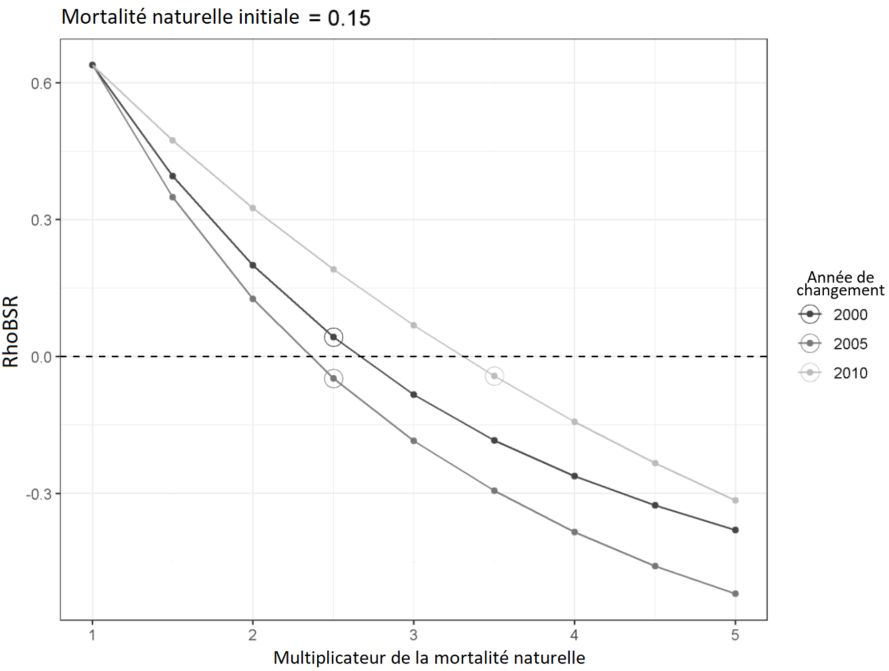 Mortalité naturelle initiale = 0.15
0.6
0.3
0.0
-0.3
RhoBSR
1 2 3 4 5
Multiplicateur de la mortalité naturelle
Année de
changement
2000
2005
2010